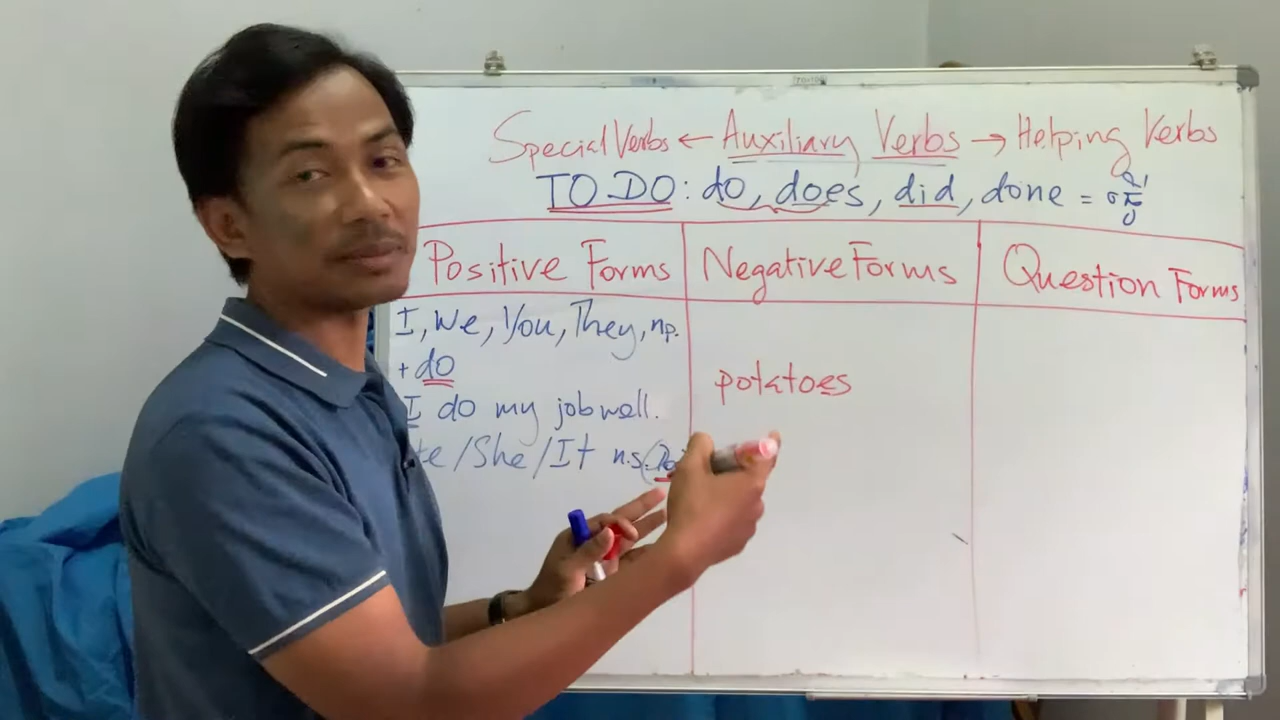 Special Verbs ← Auxiliary Verbs → Helping Verbs
TO DO: do, does, did, done =
Positive Forms
I, We, You, They, np.
+ do
I do my job well.
/She/It n.s.
Negative Forms
potatoes
Question Forms